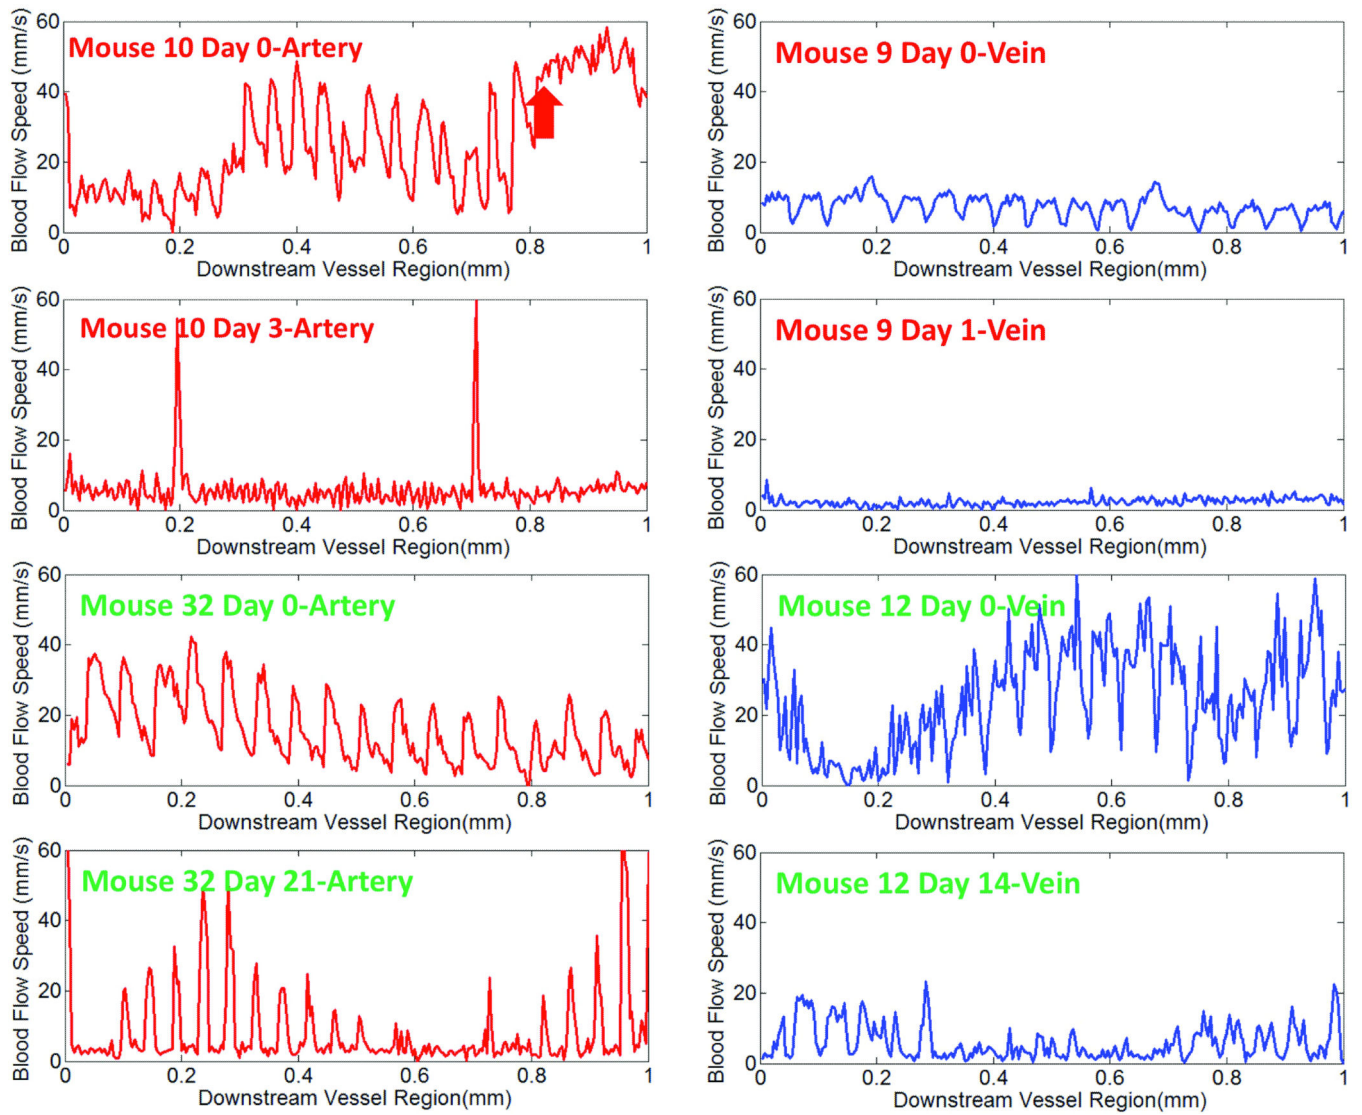 Mouse 10 Day 0-Artery
Blood Flow Speed (mm/s)
60
40
20
0
0 0.2 0.4 0.6 0.8 1
Downstream Vessel Region(mm)
Mouse 9 Day 0-Vein
Blood Flow Speed (mm/s)
60
40
20
0
0 0.2 0.4 0.6 0.8 1
Downstream Vessel Region(mm)
Mouse 10 Day 3-Artery
Blood Flow Speed (mm/s)
60
40
20
0
0 0.2 0.4 0.6 0.8 1
Downstream Vessel Region(mm)
Mouse 9 Day 1-Vein
Blood Flow Speed (mm/s)
60
40
20
0
0 0.2 0.4 0.6 0.8 1
Downstream Vessel Region(mm)
Mouse 32 Day 0-Artery
Blood Flow Speed (mm/s)
60
40
20
0
0 0.2 0.4 0.6 0.8 1
Downstream Vessel Region(mm)
Mouse 12 Day 0-Vein
Blood Flow Speed (mm/s)
60
40
20
0
0 0.2 0.4 0.6 0.8 1
Downstream Vessel Region(mm)
Mouse 32 Day 21-Artery
Blood Flow Speed (mm/s)
60
40
20
0
0 0.2 0.4 0.6 0.8 1
Downstream Vessel Region(mm)
Mouse 12 Day 14-Vein
Blood Flow Speed (mm/s)
60
40
20
0
0 0.2 0.4 0.6 0.8 1
Downstream Vessel Region(mm)